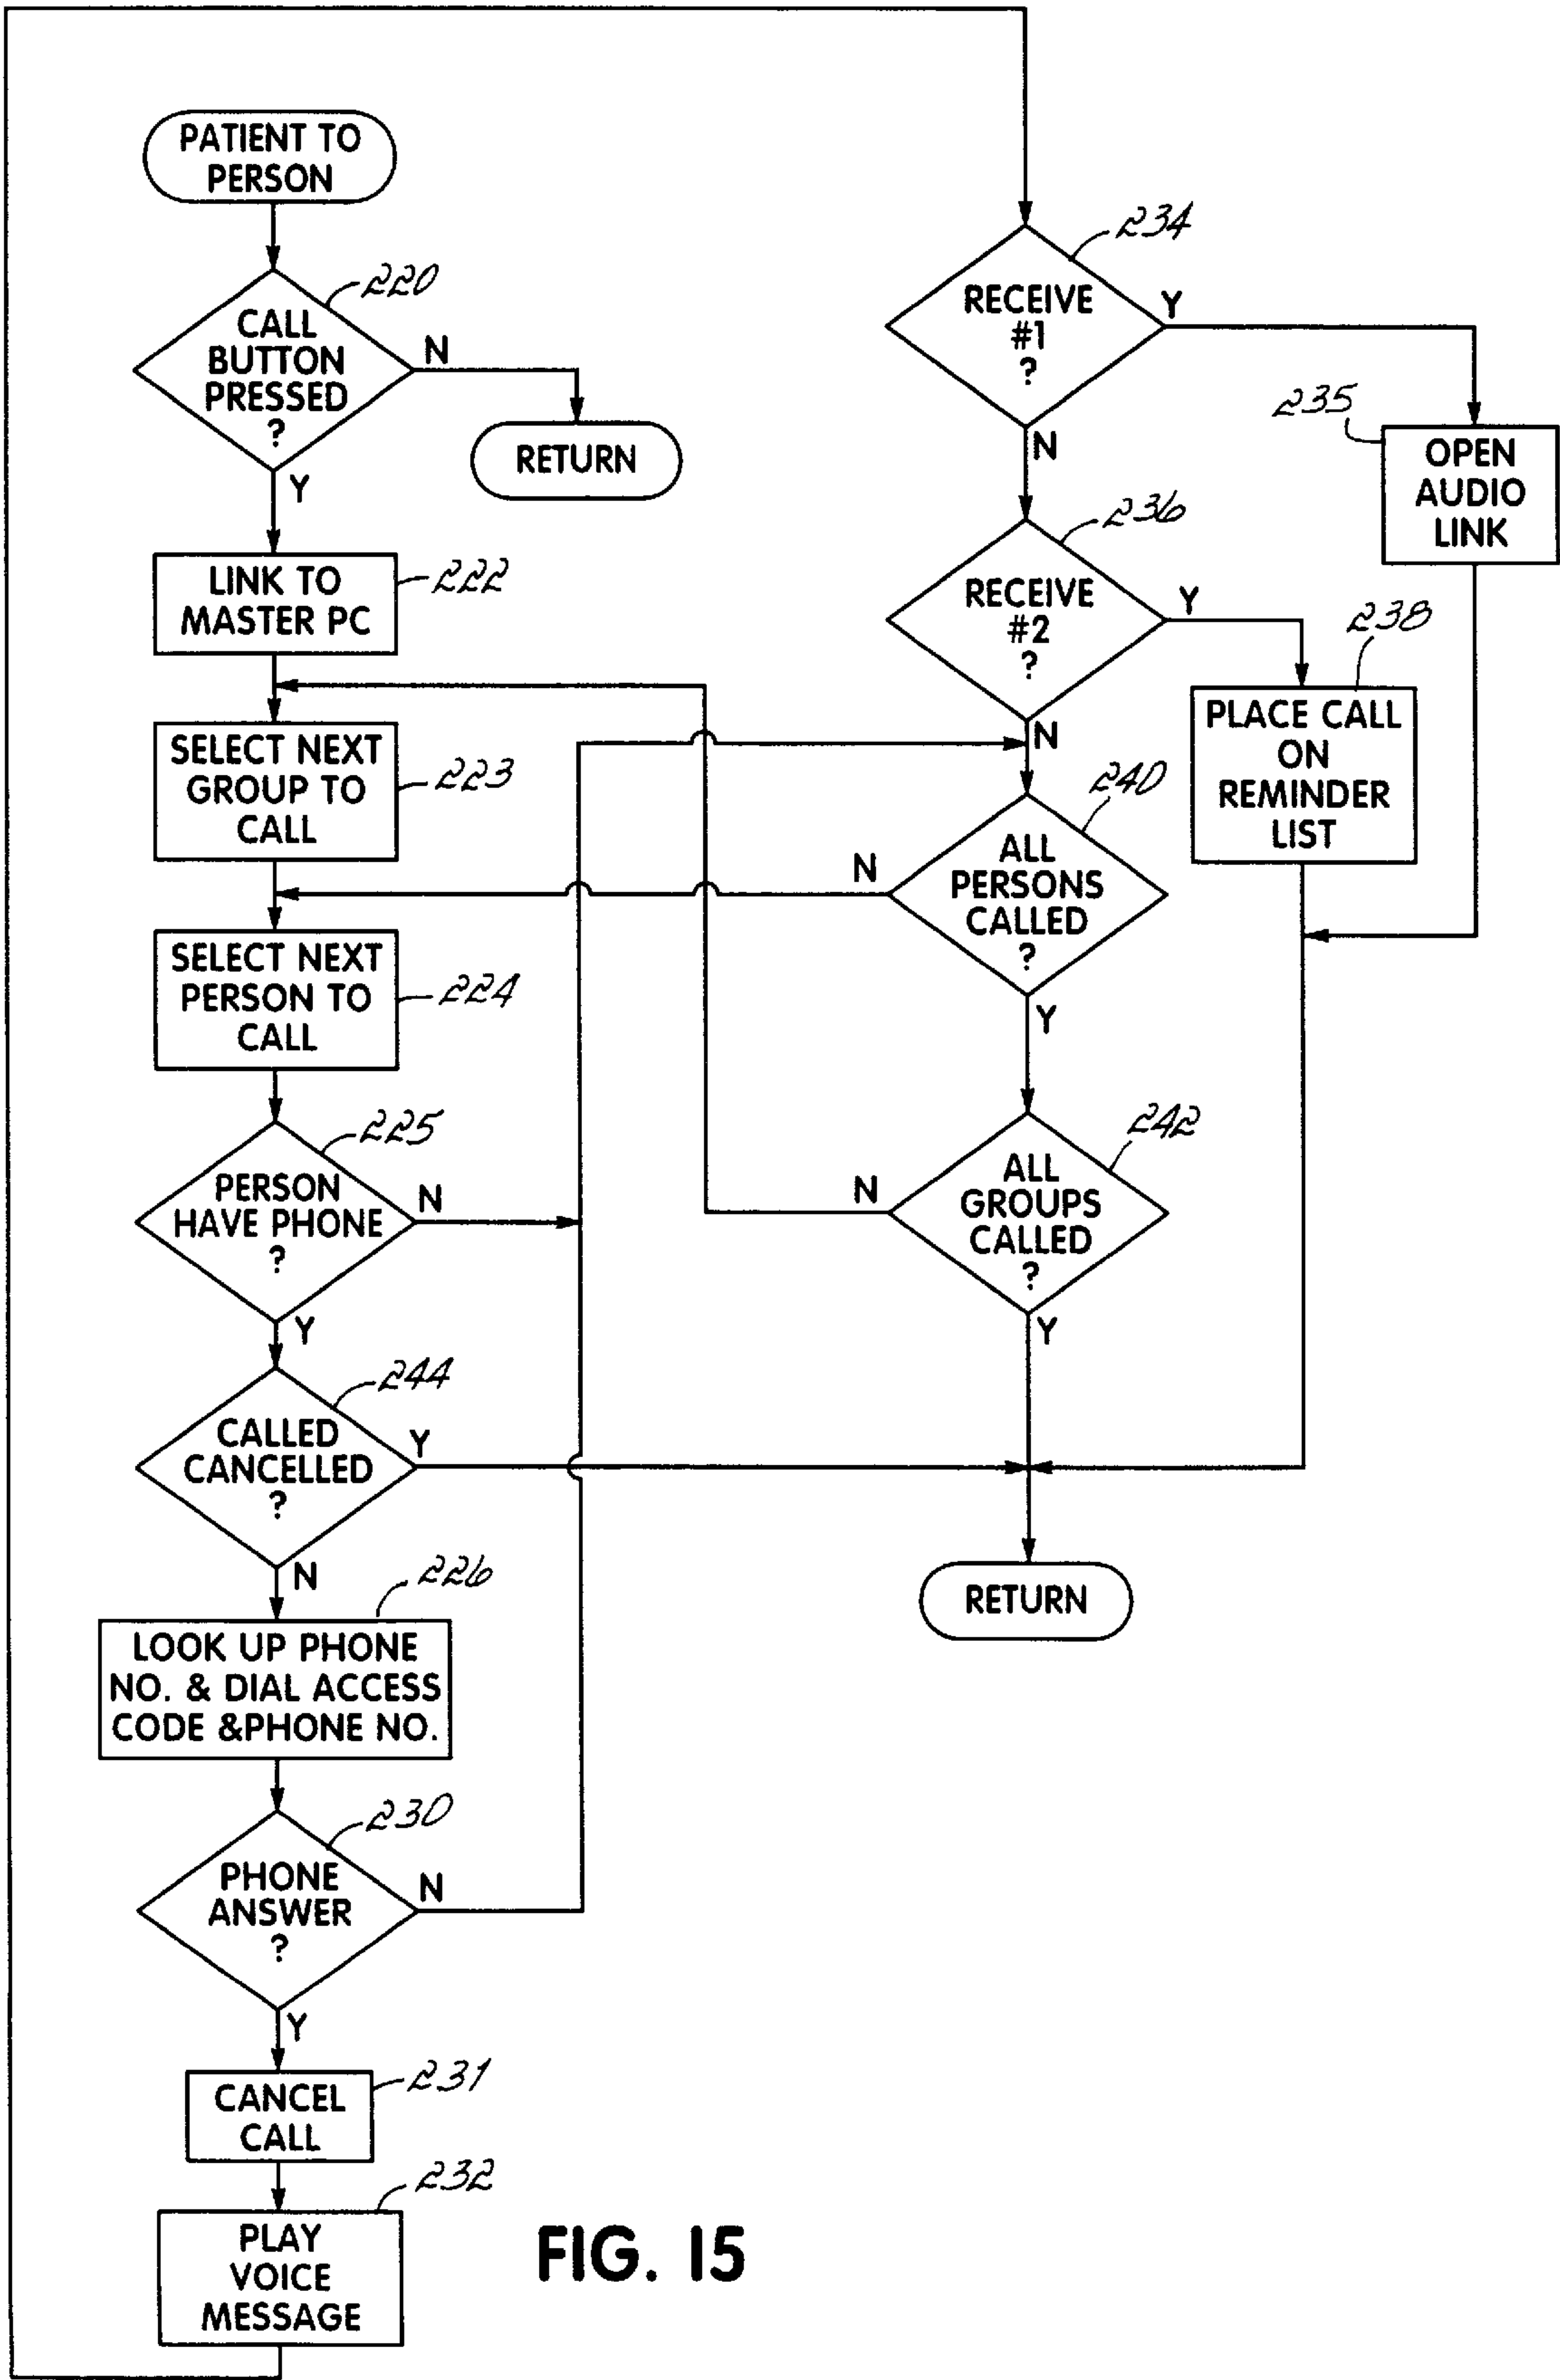 PATIENT TO
PERSON
220
CALL
BUTTON
PRESSED
?
N
Y
RETURN
LINK TO
MASTER PC
222
SELECT NEXT
GROUP TO
CALL
223
SELECT NEXT
PERSON TO
CALL
224
225
PERSON
HAVE PHONE
?
N
Y
244
CALLED
CANCELLED
?
Y
N
226
LOOK UP PHONE
NO. & DIAL ACCESS
CODE &PHONE NO.
230
PHONE
ANSWER
?
N
Y
231
CANCEL
CALL
232
PLAY
VOICE
MESSAGE
234
RECEIVE
#1
?
Y
N
235
OPEN
AUDIO
LINK
236
RECEIVE
#2
?
Y
N
238
PLACE CALL
ON
REMINDER
LIST
240
ALL
PERSONS
CALLED
?
N
Y
242
ALL
GROUPS
CALLED
?
N
Y
RETURN
FIG. 15